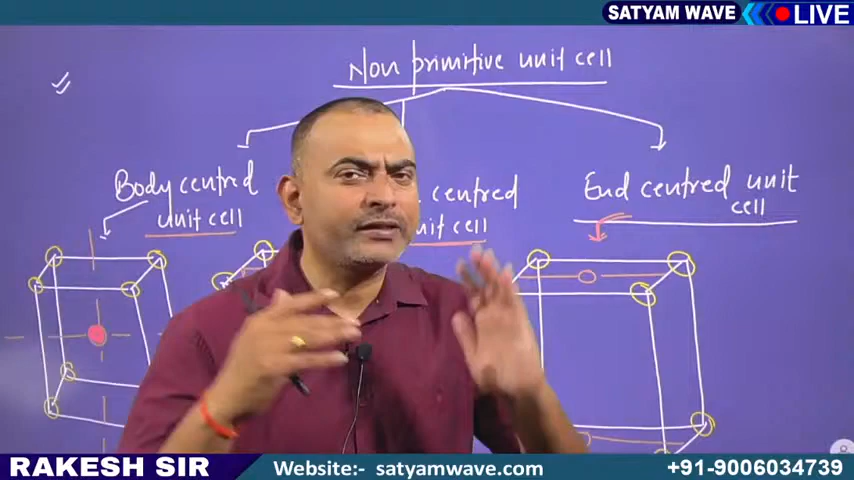 SATYAM WAVE LIVE
Non primitive unit cell
Body centred
unit cell
centred
unit cell
End centred unit
cell
RAKESH SIR
Website:- satyamwave.com
+91-9006034739